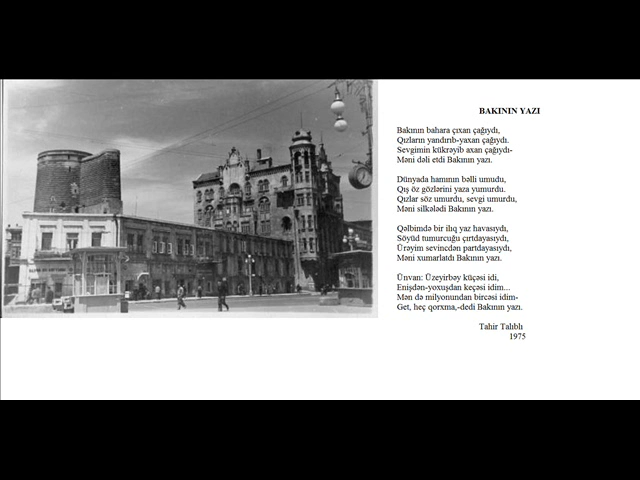 BAKININ YAZI
Bakının bahara çıxan çağıydı,
Qızların yandırıb-yaxan çağıydı.
Sevgimin kükrəyib axan çağıydı-
Məni dəli etdi Bakının yazı.
Dünyada hamının bəlli umudu,
Qış öz gözlərini yaza yumurdu.
Qızlar söz umurdu, sevgi umurdu,
Məni silkələdi Bakının yazı.
Qəlbimdə bir ilıq yaz havasıydı,
Söyüd tumurcuğu çırtdayasıydı,
Ürəyim sevincdən partdayasıydı,
Məni xumarlatdı Bakının yazı.
Ünvan: Üzeyirbəy küçəsi idi,
Enişdən-yoxuşdan keçəsi idim...
Mən də milyonundan bircəsi idim-
Get, heç qorxma,-dedi Bakının yazı.
Tahir Talıblı
1975